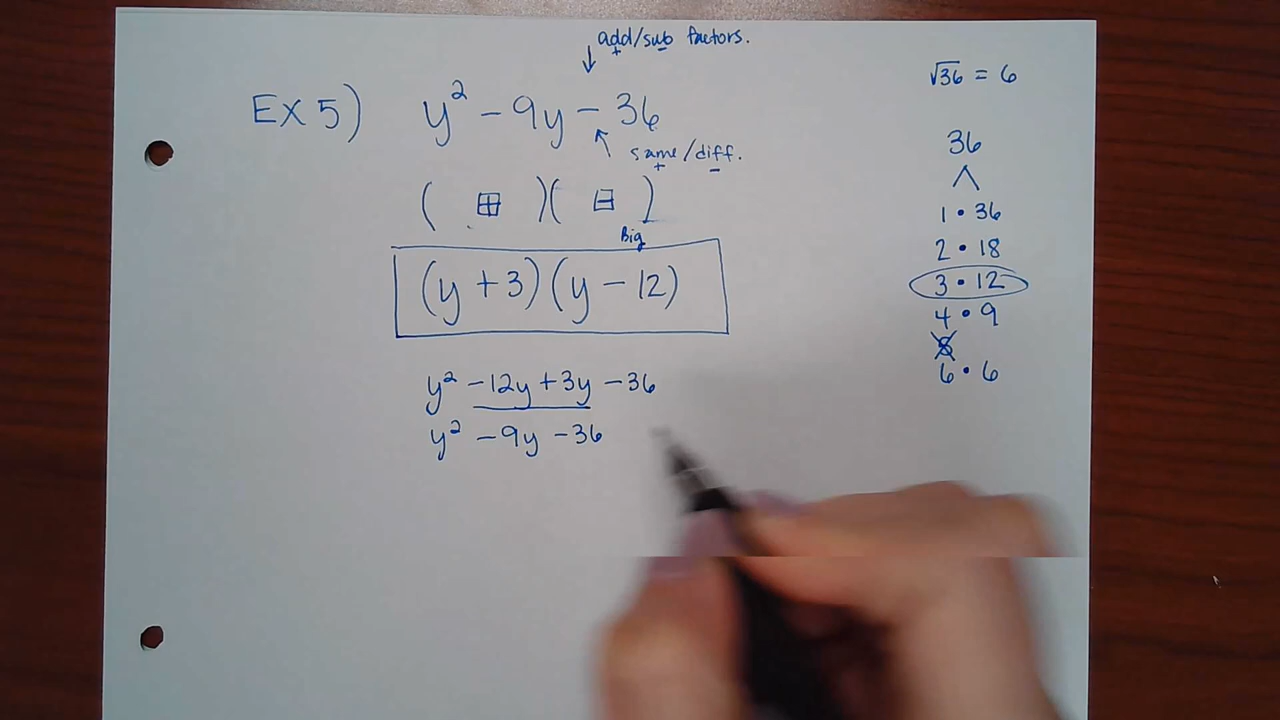 add/sub factors.
+
-
↓
EX 5) y² - 9y - 36
same/diff.
+
-
( + )( - )
Big
(y + 3)(y - 12)
y² - 12y + 3y - 36
y² - 9y - 36
√36 = 6
36
1 • 36
2 • 18
3 • 12
4 • 9
5
6 • 6